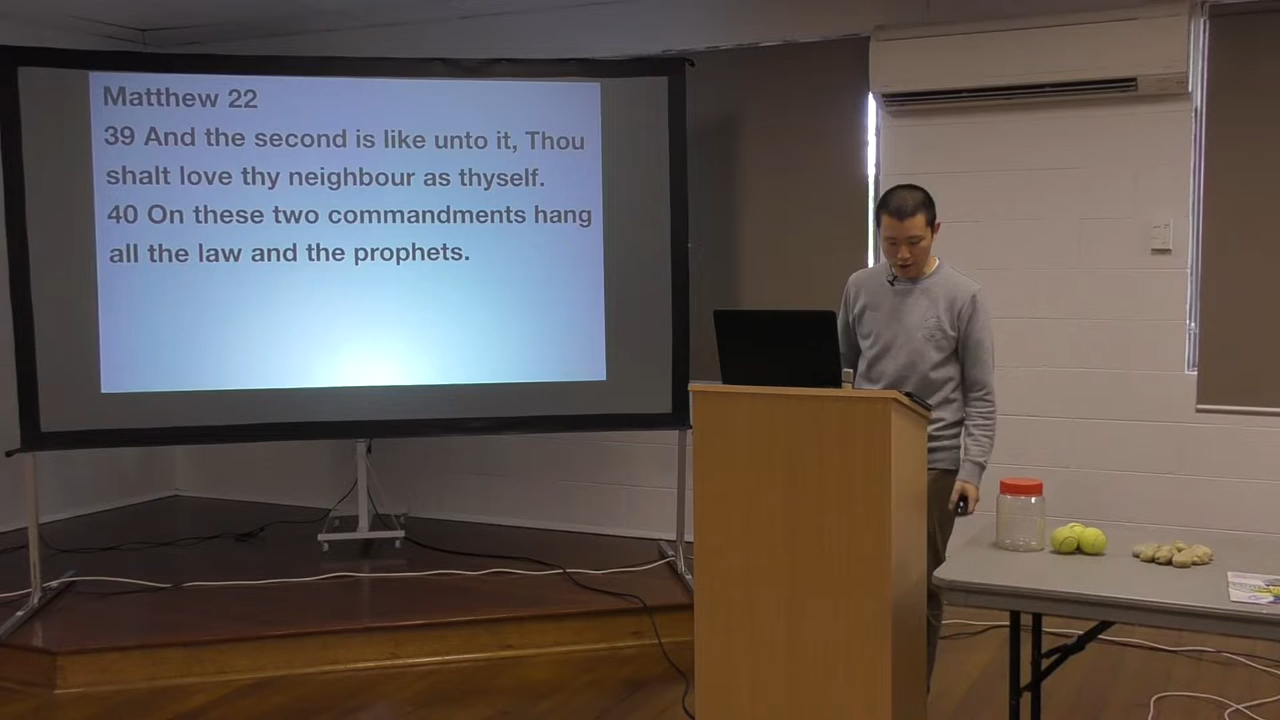 Matthew 22
39 And the second is like unto it, Thou
shalt love thy neighbour as thyself.
40 On these two commandments hang
all the law and the prophets.